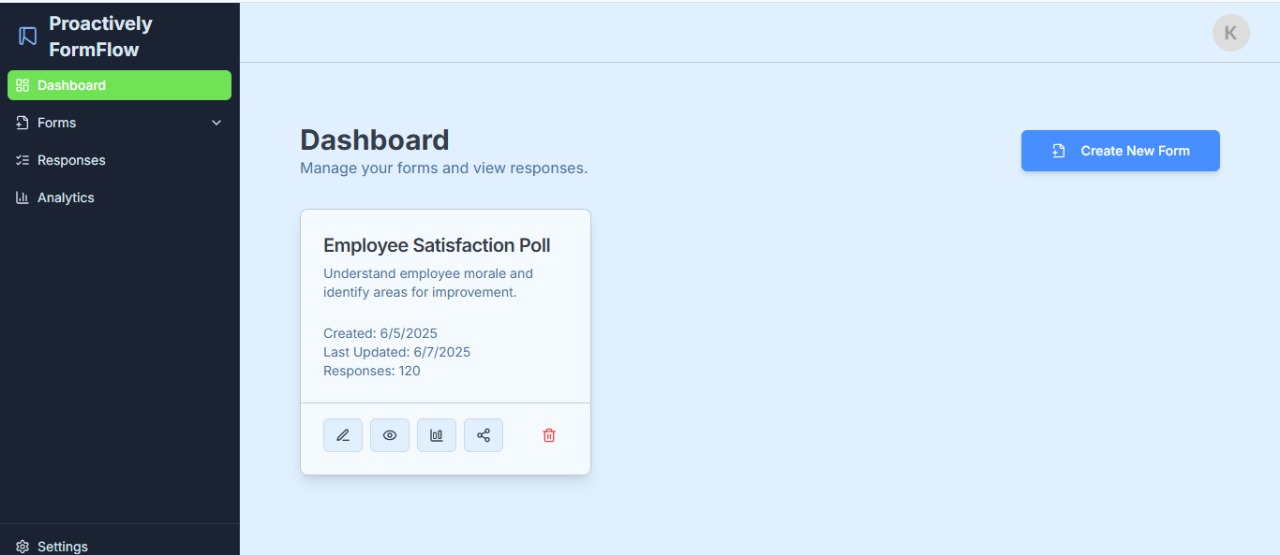 Proactively
FormFlow
K
Dashboard
Forms
Responses
Analytics
Dashboard
Manage your forms and view responses.
Create New Form
Employee Satisfaction Poll
Understand employee morale and
identify areas for improvement.
Created: 6/5/2025
Last Updated: 6/7/2025
Responses: 120
Settings